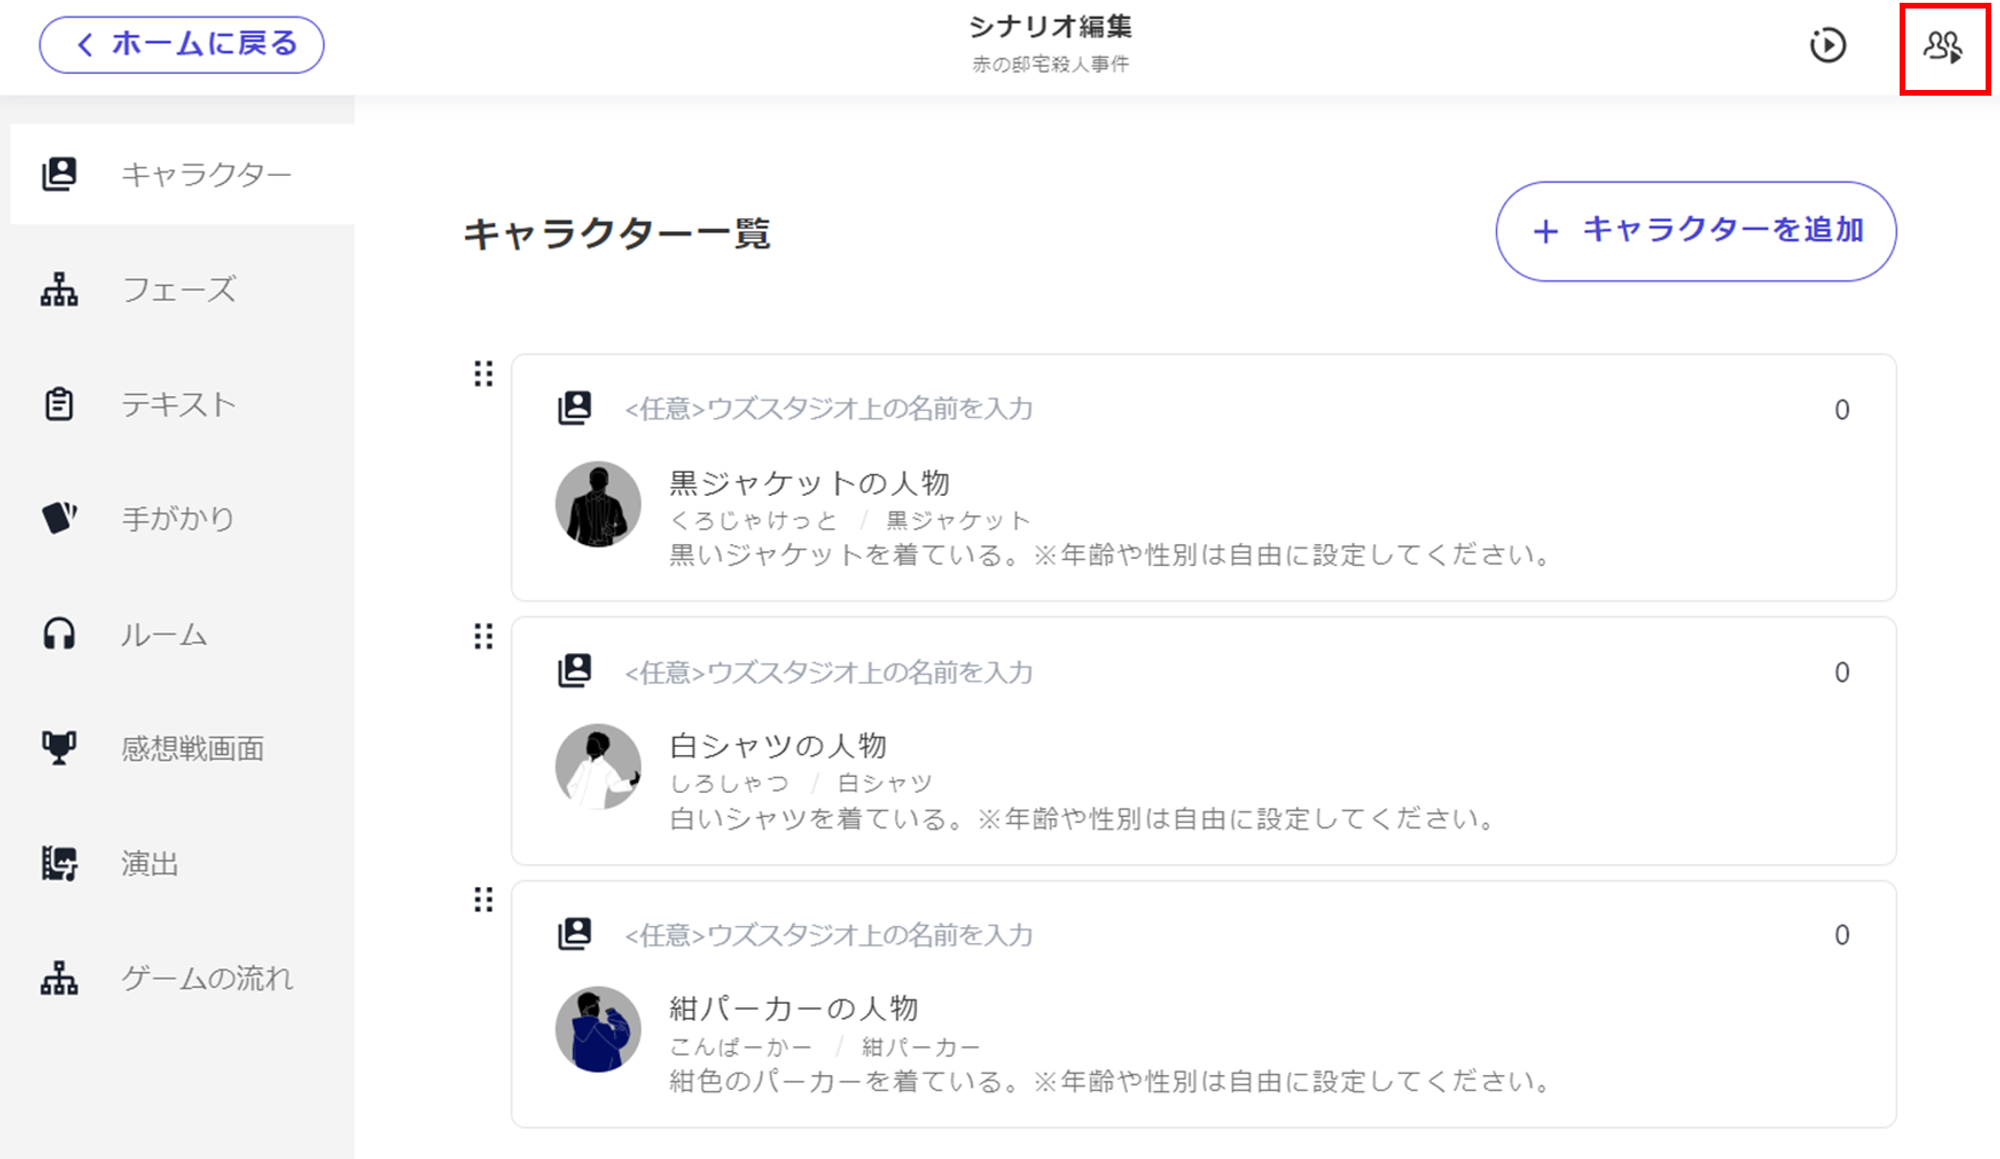 ホームに戻る
シナリオ編集
赤の邸宅殺人事件
キャラクター
フェーズ
テキスト
手がかり
ルーム
感想戦画面
演出
ゲームの流れ
キャラクター一覧
+ キャラクターを追加
<任意>ウズスタジオ上の名前を入力 0
黒ジャケットの人物
くろじゃけっと / 黒ジャケット
黒いジャケットを着ている。※年齢や性別は自由に設定してください。
<任意>ウズスタジオ上の名前を入力 0
白シャツの人物
しろしゃつ / 白シャツ
白いシャツを着ている。※年齢や性別は自由に設定してください。
<任意>ウズスタジオ上の名前を入力 0
紺パーカーの人物
こんぱーかー / 紺パーカー
紺色のパーカーを着ている。※年齢や性別は自由に設定してください。